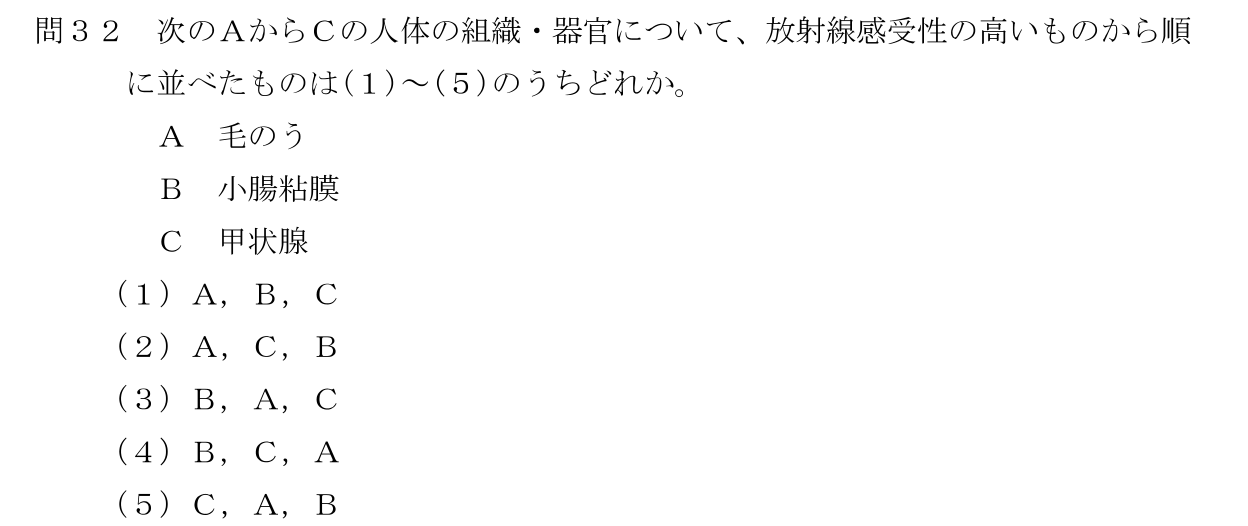 問３２　次のＡからＣの人体の組織・器官について、放射線感受性の高いものから順
に並べたものは(１)～(５)のうちどれか。
Ａ　毛のう
Ｂ　小腸粘膜
Ｃ　甲状腺
（１）Ａ，Ｂ，Ｃ
（２）Ａ，Ｃ，Ｂ
（３）Ｂ，Ａ，Ｃ
（４）Ｂ，Ｃ，Ａ
（５）Ｃ，Ａ，Ｂ